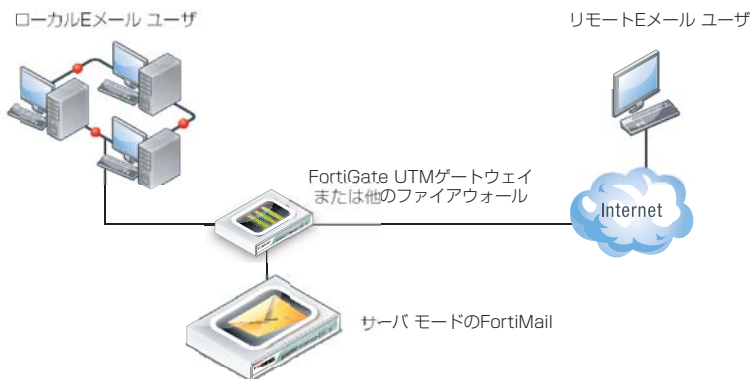 ローカルEメール ユーザ
リモートEメール ユーザ
FortiGate UTMゲートウェイ
または他のファイアウォール
Internet
サーバ モードのFortiMail